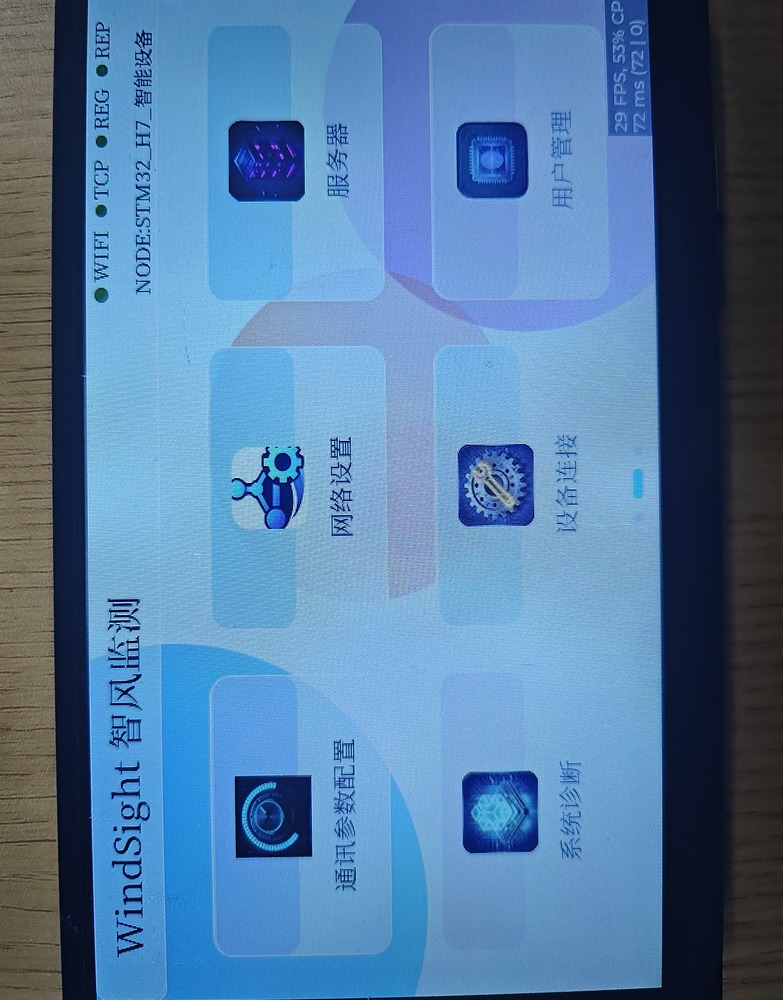 WindSight 智风监测
WIFI TCP REG REP
NODE:STM32_H7_智能设备
通讯参数配置
网络设置
服务器
系统诊断
设备连接
用户管理
29 FPS, 53% CP
72 ms (72 | 0)